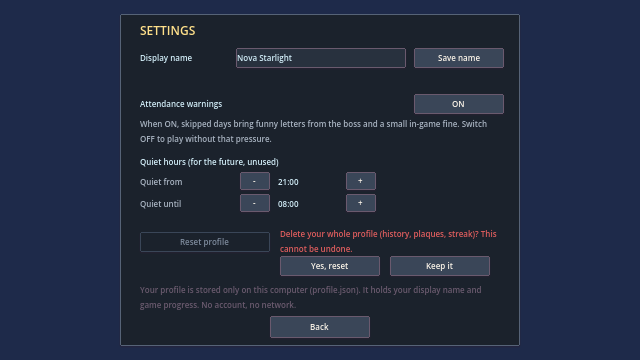 SETTINGS
Display name Nova Starlight Save name
Attendance warnings ON
When ON, skipped days bring funny letters from the boss and a small in-game fine. Switch
OFF to play without that pressure.
Quiet hours (for the future, unused)
Quiet from - 21:00 +
Quiet until - 08:00 +
Reset profile
Delete your whole profile (history, plaques, streak)? This
cannot be undone.
Yes, reset Keep it
Your profile is stored only on this computer (profile.json). It holds your display name and
game progress. No account, no network.
Back